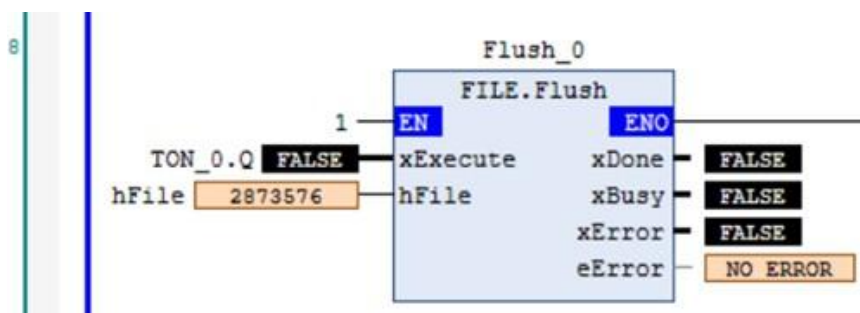 8
Flush_0
FILE.Flush
1 EN ENO
TON_0.Q FALSE xExecute xDone FALSE
hFile 2873576 hFile xBusy FALSE
xError FALSE
eError NO ERROR